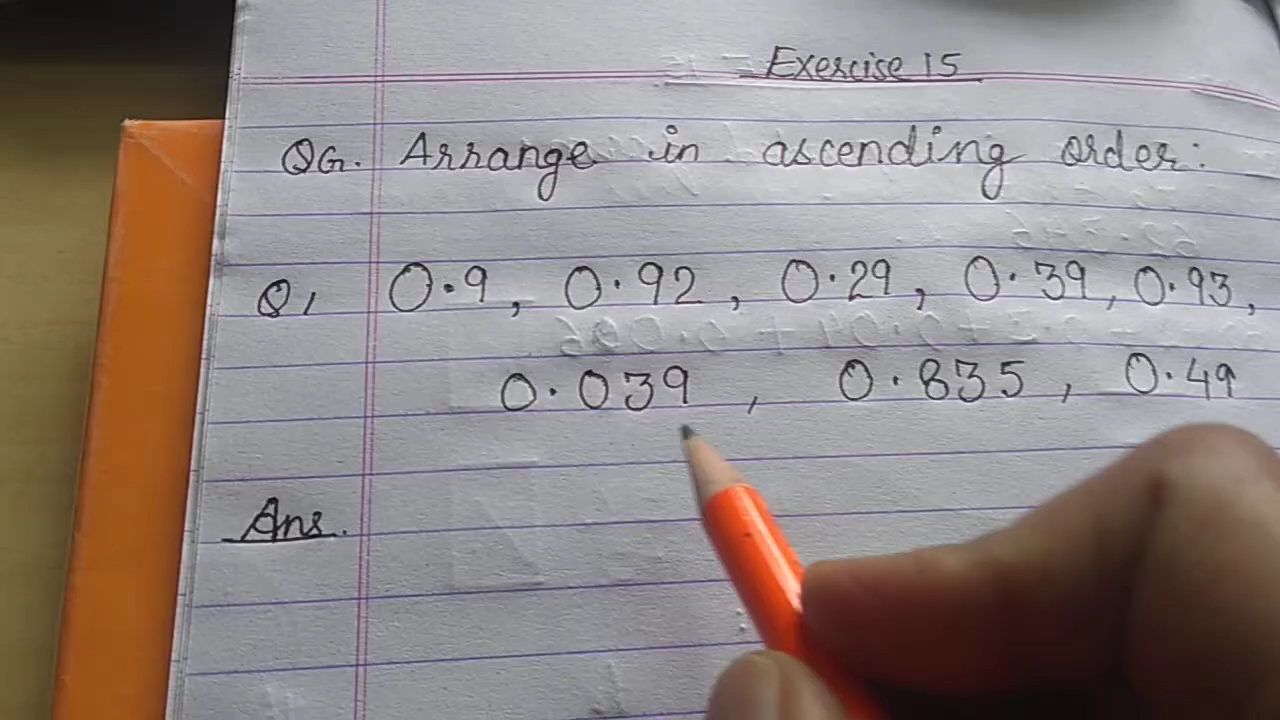 Exercise 15
QG. Arrange in ascending order:
Q1 0.9, 0.92, 0.29, 0.39, 0.93,
0.039, 0.835, 0.49
Ans.